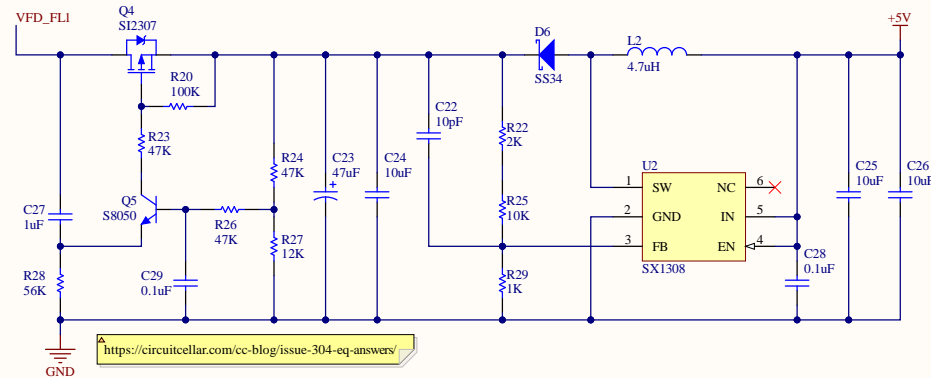 VFD_FL1
Q4
SI2307
+5V
D6
SS34
L2
4.7uH
R20
100K
C22
10pF
R22
2K
R23
47K
R24
47K
C23
47uF
+
C24
10uF
U2
1
SW
NC
6
2
GND
IN
5
3
FB
EN
4
SX1308
C25
10uF
C26
10uF
Q5
S8050
R25
10K
C27
1uF
R26
47K
R27
12K
C28
0.1uF
R28
56K
C29
0.1uF
R29
1K
https://circuitcellar.com/cc-blog/issue-304-eq-answers/
GND